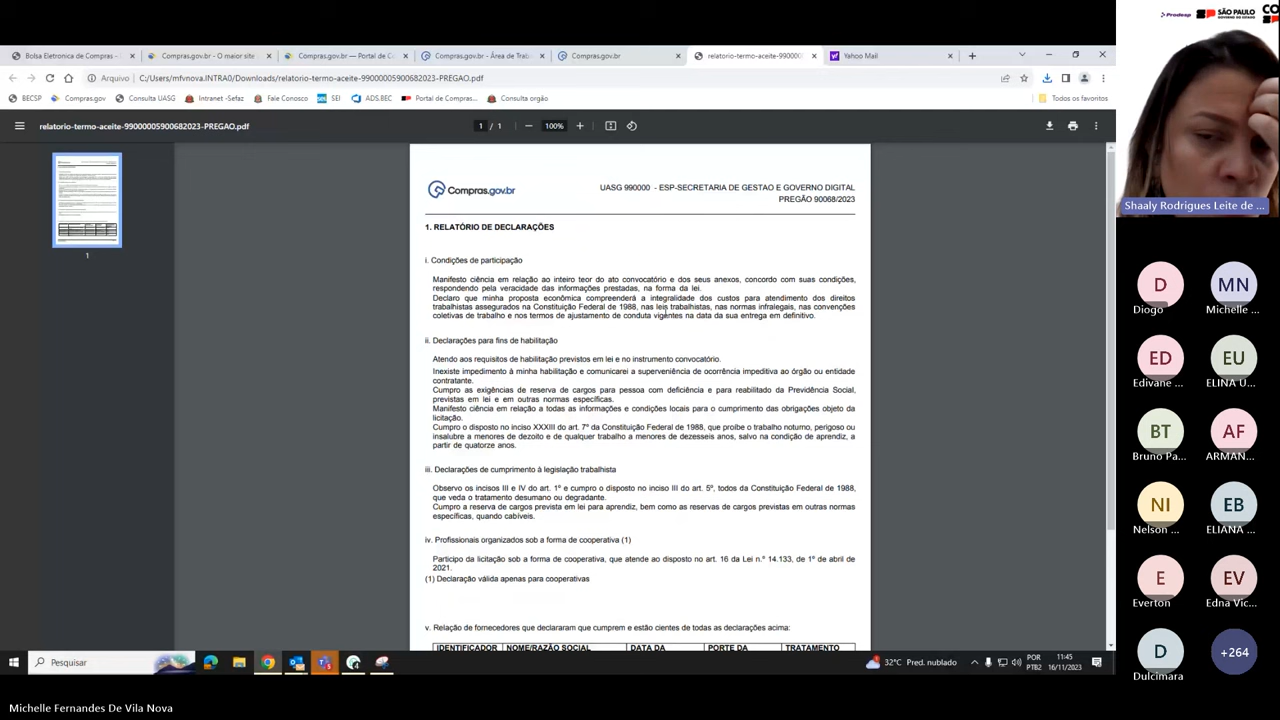 Prodesp SÃO PAULO GOVERNO DO ESTADO CO
Bolsa Eletronica de Compras - Compras.gov.br - O maior site Compras.gov.br — Portal de C Compras.gov.br - Área de Trab Compras.gov.br relatorio-termo-aceite-99000005 Yahoo Mail
Arquivo C:/Users/mfvnova.INTRA0/Downloads/relatorio-termo-aceite-99000005900682023-PREGAO.pdf
BECSP Compras.gov Consulta UASG Intranet -Sefaz Fale Conosco SEI ADS.BEC Portal de Compras... Consulta orgão Todos os favoritos
relatorio-termo-aceite-99000005900682023-PREGAO.pdf 1 / 1 100%
Compras.gov.br
UASG 990000 - ESP-SECRETARIA DE GESTAO E GOVERNO DIGITAL
PREGÃO 90068/2023
1. RELATÓRIO DE DECLARAÇÕES
i. Condições de participação
Manifesto ciência em relação ao inteiro teor do ato convocatório e dos seus anexos, concordo com suas condições,
respondendo pela veracidade das informações prestadas, na forma da lei.
Declaro que minha proposta econômica compreenderá a integralidade dos custos para atendimento dos direitos
trabalhistas assegurados na Constituição Federal de 1988, nas leis trabalhistas, nas normas infralegais, nas convenções
coletivas de trabalho e nos termos de ajustamento de conduta vigentes na data da sua entrega em definitivo.
ii. Declarações para fins de habilitação
Atendo aos requisitos de habilitação previstos em lei e no instrumento convocatório.
Inexiste impedimento à minha habilitação e comunicarei a superveniência de ocorrência impeditiva ao órgão ou entidade
contratante.
Cumpro as exigências de reserva de cargos para pessoa com deficiência e para reabilitado da Previdência Social,
previstas em lei e em outras normas específicas.
Manifesto ciência em relação a todas as informações e condições locais para o cumprimento das obrigações objeto da
licitação.
Cumpro o disposto no inciso XXXIII do art. 7º da Constituição Federal de 1988, que proíbe o trabalho noturno, perigoso ou
insalubre a menores de dezoito e de qualquer trabalho a menores de dezesseis anos, salvo na condição de aprendiz, a
partir de quatorze anos.
iii. Declarações de cumprimento à legislação trabalhista
Observo os incisos III e IV do art. 1º e cumpro o disposto no inciso III do art. 5º, todos da Constituição Federal de 1988,
que veda o tratamento desumano ou degradante.
Cumpro a reserva de cargos prevista em lei para aprendiz, bem como as reservas de cargos previstas em outras normas
específicas, quando cabíveis.
iv. Profissionais organizados sob a forma de cooperativa (1)
Participo da licitação sob a forma de cooperativa, que atende ao disposto no art. 16 da Lei n.º 14.133, de 1º de abril de
2021.
(1) Declaração válida apenas para cooperativas
v. Relação de fornecedores que declararam que cumprem e estão cientes de todas as declarações acima:
IDENTIFICADOR NOME/RAZÃO SOCIAL DATA DA PORTE DA TRATAMENTO
1
Shaaly Rodrigues Leite de ...
D MN
Diogo Michelle ...
ED EU
Edivane ... ELINA U...
BT AF
Bruno Pa... ARMAN...
NI EB
Nelson ... ELIANA ...
E EV
Everton Edna Vic...
D +264
Dulcimara
Pesquisar 32°C Pred. nublado POR PTB2 11:45 16/11/2023
Michelle Fernandes De Vila Nova